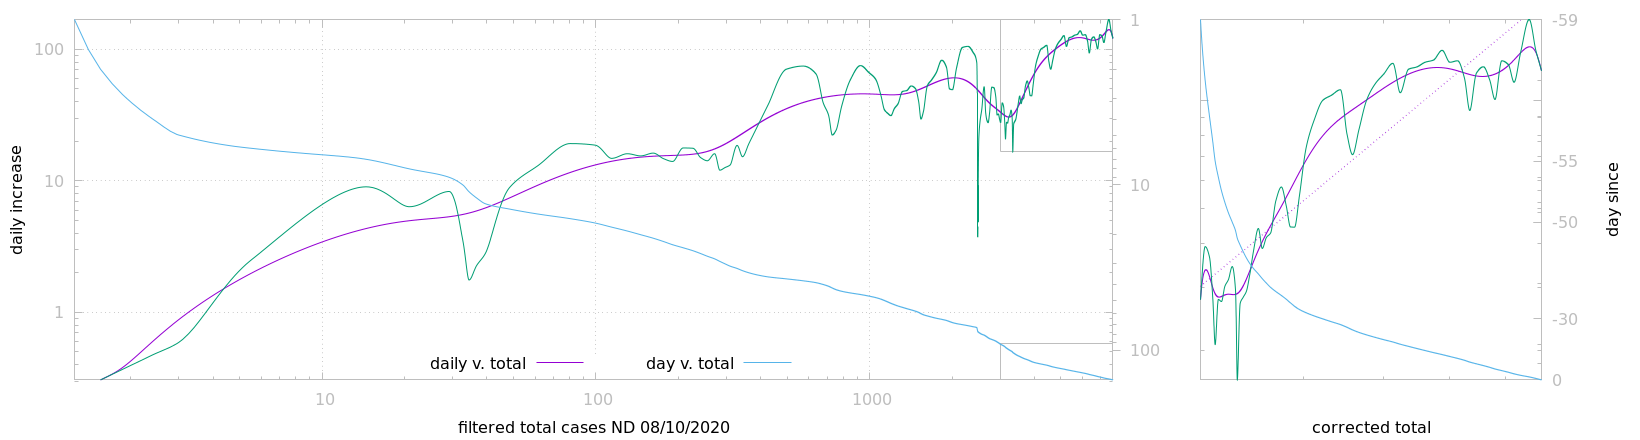 daily increase
100
10
1
10
100
1000
1
10
100
daily v. total
day v. total
filtered total cases ND 08/10/2020
-59
-55
-50
-30
0
day since
corrected total